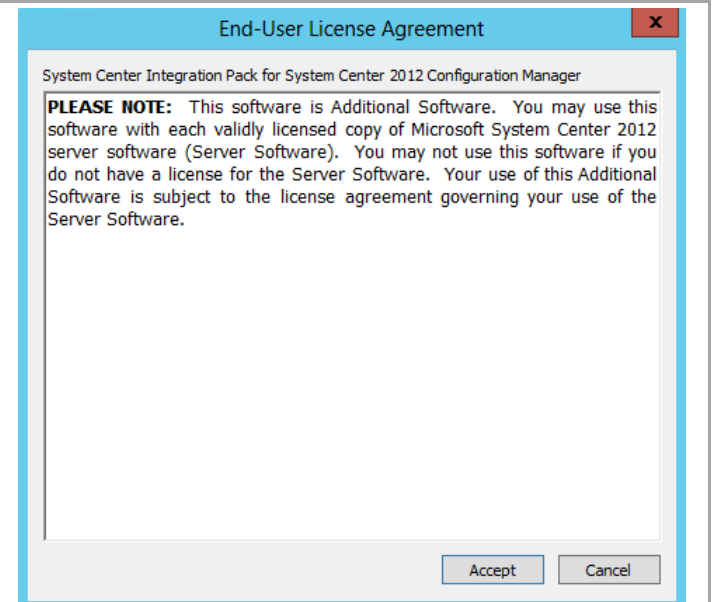 End-User License Agreement
x
System Center Integration Pack for System Center 2012 Configuration Manager
PLEASE NOTE: This software is Additional Software. You may use this
software with each validly licensed copy of Microsoft System Center 2012
server software (Server Software). You may not use this software if you
do not have a license for the Server Software. Your use of this Additional
Software is subject to the license agreement governing your use of the
Server Software.
Accept Cancel